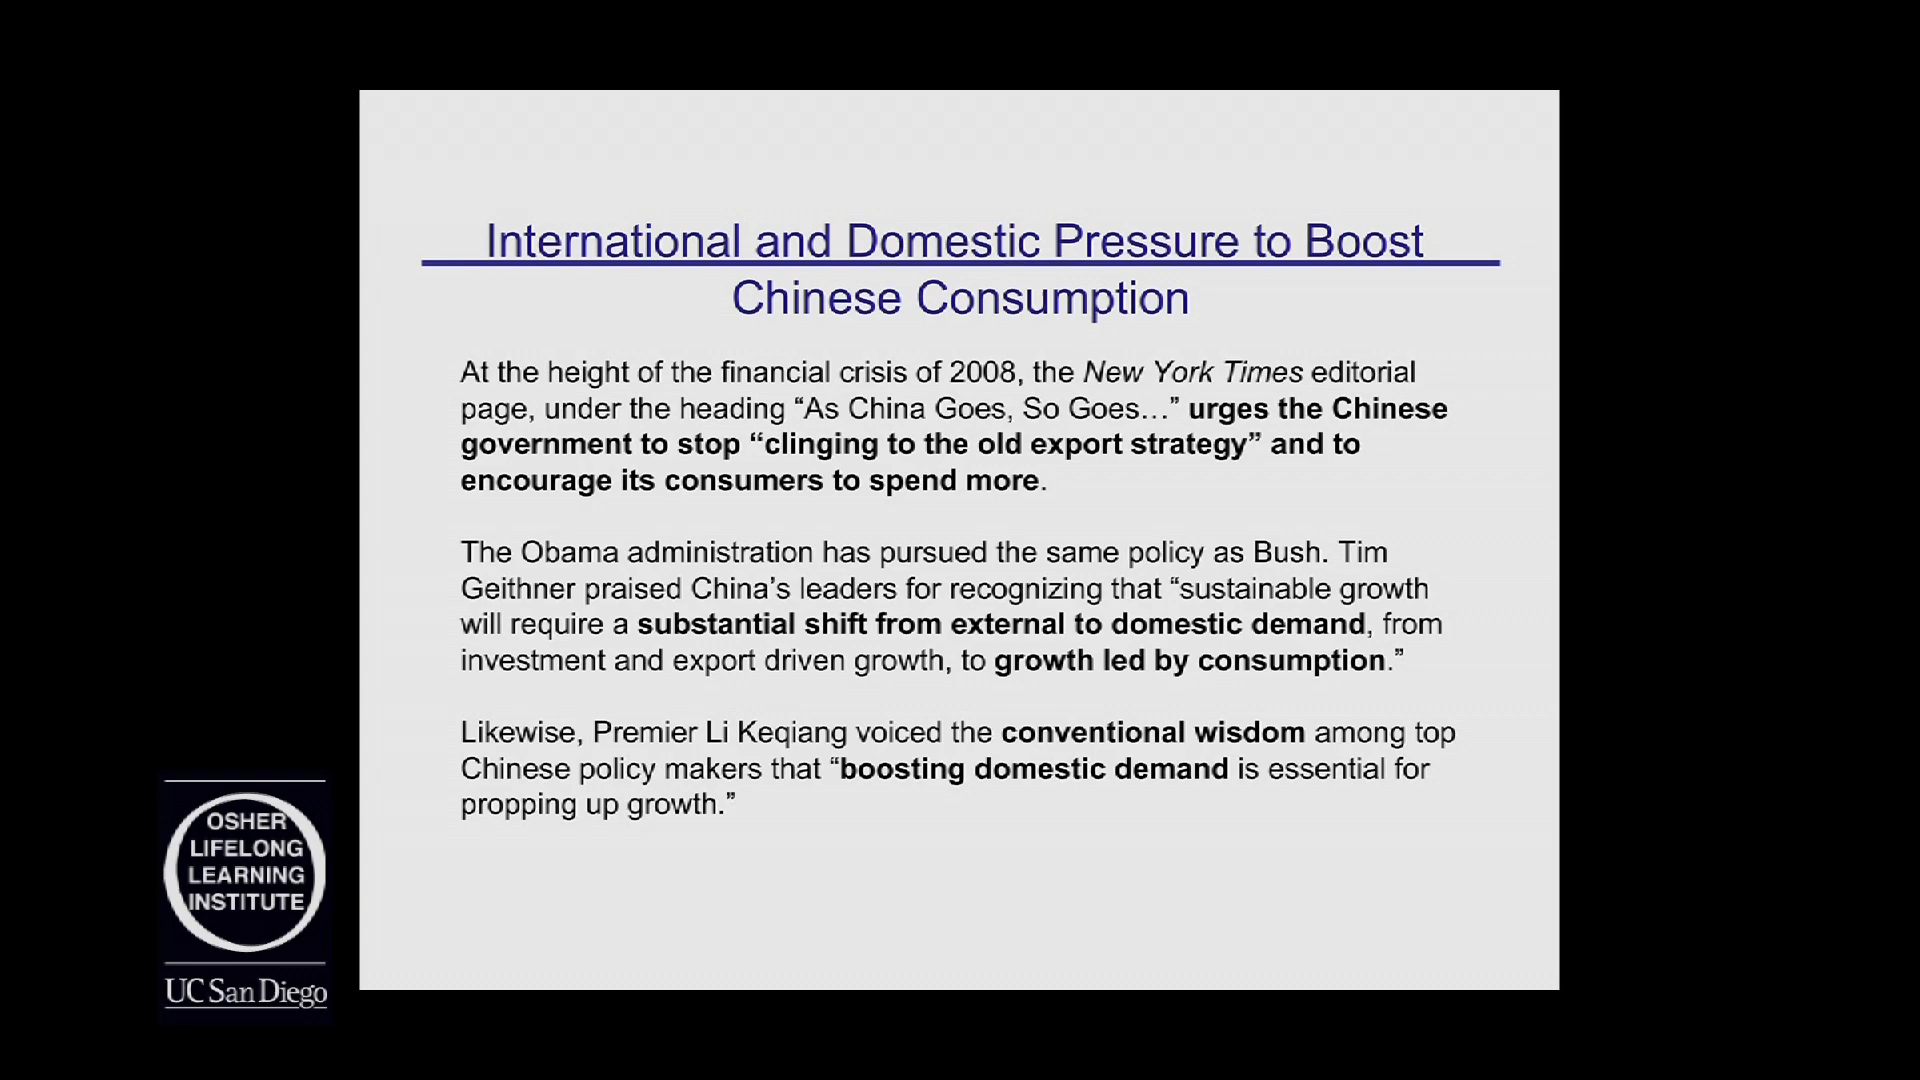 International and Domestic Pressure to Boost
Chinese Consumption
At the height of the financial crisis of 2008, the New York Times editorial
page, under the heading “As China Goes, So Goes…” urges the Chinese
government to stop “clinging to the old export strategy” and to
encourage its consumers to spend more.
The Obama administration has pursued the same policy as Bush. Tim
Geithner praised China’s leaders for recognizing that “sustainable growth
will require a substantial shift from external to domestic demand, from
investment and export driven growth, to growth led by consumption.”
Likewise, Premier Li Keqiang voiced the conventional wisdom among top
Chinese policy makers that “boosting domestic demand is essential for
propping up growth.”
OSHER
LIFELONG
LEARNING
INSTITUTE
UC San Diego